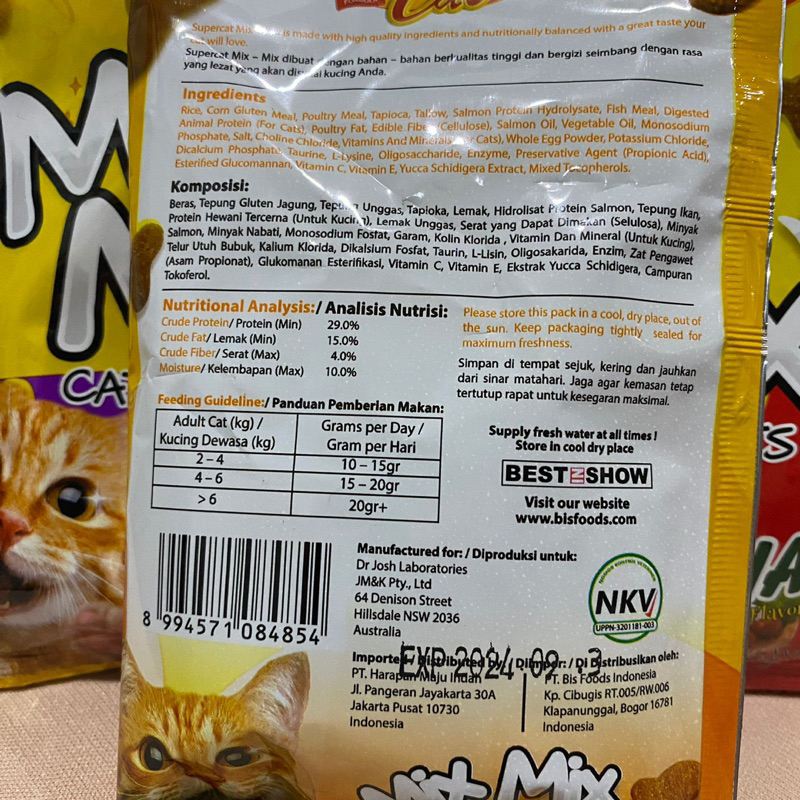 Supercat Mix is made with high quality ingredients and nutritionally balanced with a great taste your
will love.
Supercat Mix – Mix dibuat dengan bahan – bahan berkualitas tinggi dan bergizi seimbang dengan rasa
yang lezat yang akan disukai kucing Anda.
Ingredients
Rice, Corn Gluten Meal, Poultry Meal, Tapioca, Tallow, Salmon Protein Hydrolysate, Fish Meal, Digested
Animal Protein (For Cats), Poultry Fat, Edible Fiber (Cellulose), Salmon Oil, Vegetable Oil, Monosodium
Phosphate, Salt, Choline Chloride, Vitamins And Minerals (For Cats), Whole Egg Powder, Potassium Chloride,
Dicalcium Phosphate, Taurine, L-Lysine, Oligosaccharide, Enzyme, Preservative Agent (Propionic Acid),
Esterified Glucomannan, Vitamin C, Vitamin E, Yucca Schidigera Extract, Mixed Tocopherols.
Komposisi:
Beras, Tepung Gluten Jagung, Tepung Unggas, Tapioka, Lemak, Hidrolisat Protein Salmon, Tepung Ikan,
Protein Hewani Tercerna (Untuk Kucing), Lemak Unggas, Serat yang Dapat Dimakan (Selulosa), Minyak
Salmon, Minyak Nabati, Monosodium Fosfat, Garam, Kolin Klorida , Vitamin Dan Mineral (Untuk Kucing),
Telur Utuh Bubuk, Kalium Klorida, Dikalsium Fosfat, Taurin, L-Lisin, Oligosakarida, Enzim, Zat Pengawet
(Asam Propionat), Glukomanan Esterifikasi, Vitamin C, Vitamin E, Ekstrak Yucca Schidigera, Campuran
Tokoferol.
Nutritional Analysis:/ Analisis Nutrisi:
Crude Protein/ Protein (Min) 29.0%
Crude Fat/ Lemak (Min) 15.0%
Crude Fiber/ Serat (Max) 4.0%
Moisture/ Kelembapan (Max) 10.0%
Please store this pack in a cool, dry place, out of
the sun. Keep packaging tightly sealed for
maximum freshness.
Simpan di tempat sejuk, kering dan jauhkan
dari sinar matahari. Jaga agar kemasan tetap
tertutup rapat untuk kesegaran maksimal.
Feeding Guideline:/ Panduan Pemberian Makan:
Adult Cat (kg) /
Kucing Dewasa (kg)
Grams per Day /
Gram per Hari
2 – 4 10 – 15gr
4 – 6 15 – 20gr
> 6 20gr+
Supply fresh water at all times !
Store in cool dry place
BEST IN SHOW
Visit our website
www.bisfoods.com
8 994571 084854
Manufactured for: / Diproduksi untuk:
Dr Josh Laboratories
JM&K Pty., Ltd
64 Denison Street
Hillsdale NSW 2036
Australia
NKV
UPPN-3201181-003
Imported / Distributed by / Diimpor: / Di Distribusikan oleh:
PT. Harapan Maju Indah
Jl. Pangeran Jayakarta 30A
Jakarta Pusat 10730
Indonesia
PT. Bis Foods Indonesia
Kp. Cibugis RT.005/RW.006
Klapanunggal, Bogor 16781
Indonesia
EXP 2024.09
Mix